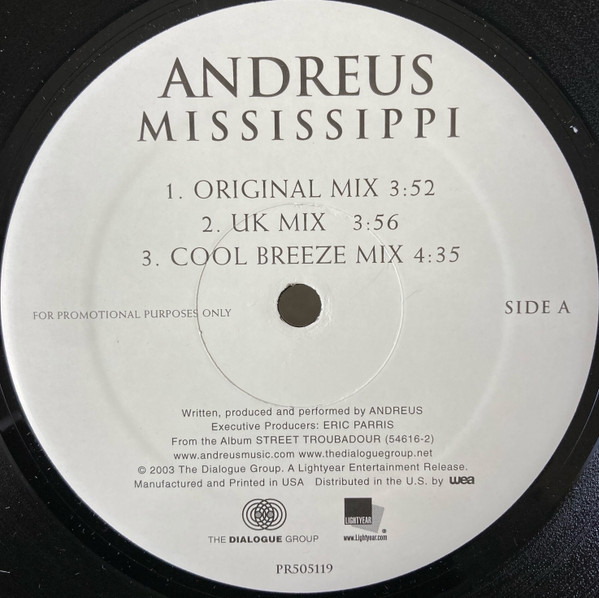 ANDREUS
MISSISSIPPI
1. ORIGINAL MIX 3:52
2. UK MIX 3:56
3. COOL BREEZE MIX 4:35
FOR PROMOTIONAL PURPOSES ONLY
SIDE A
Written, produced and performed by ANDREUS
Executive Producers: ERIC PARRIS
From the Album STREET TROUBADOUR (54616-2)
www.andreusmusic.com www.thedialoguegroup.net
© 2003 The Dialogue Group. A Lightyear Entertainment Release.
Manufactured and Printed in USA Distributed in the U.S. by wea
LIGHTYEAR
®
THE DIALOGUE GROUP
www.Lightyear.com
PR505119